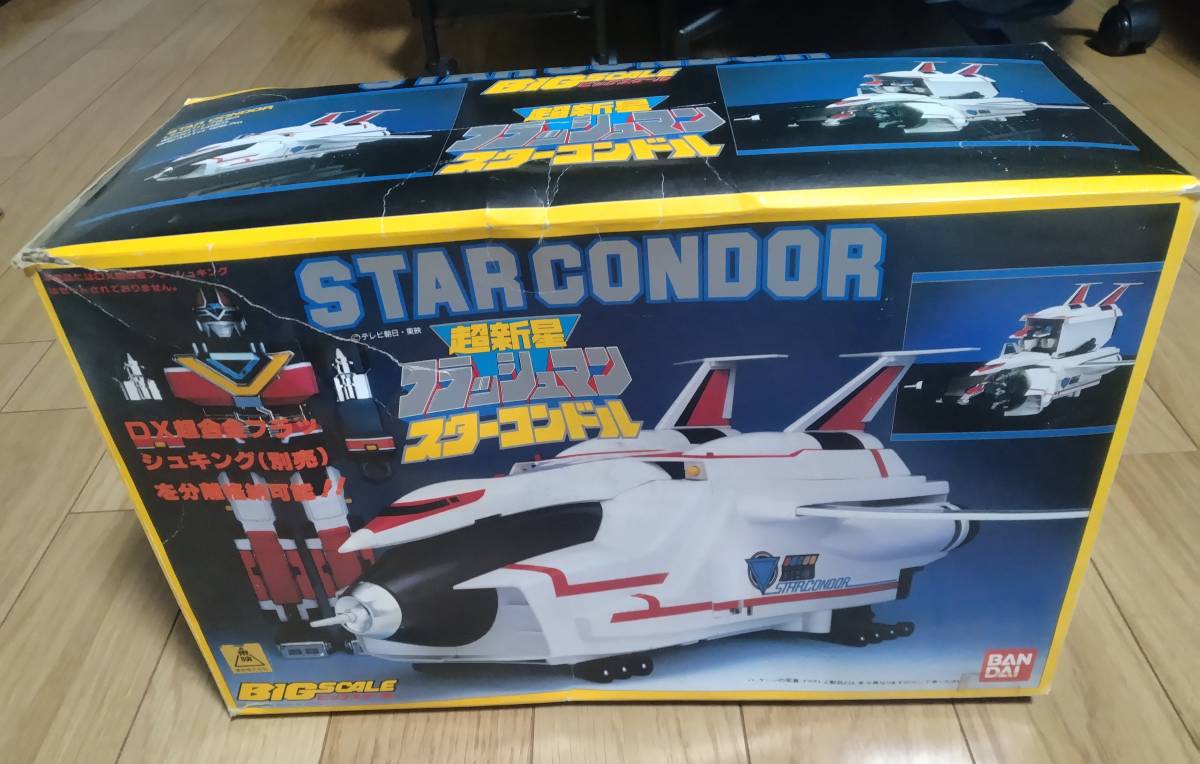 STAR CONDOR
BIG SCALE
超新星
フラッシュマン
スターコンドル
STAR CONDOR
©テレビ朝日・東映
超新星
フラッシュマン
スターコンドル
DX超合金フラッ
シュキング(別売)
を分離格納可能!!
STARCONDOR
BIG SCALE
BAN
DAI